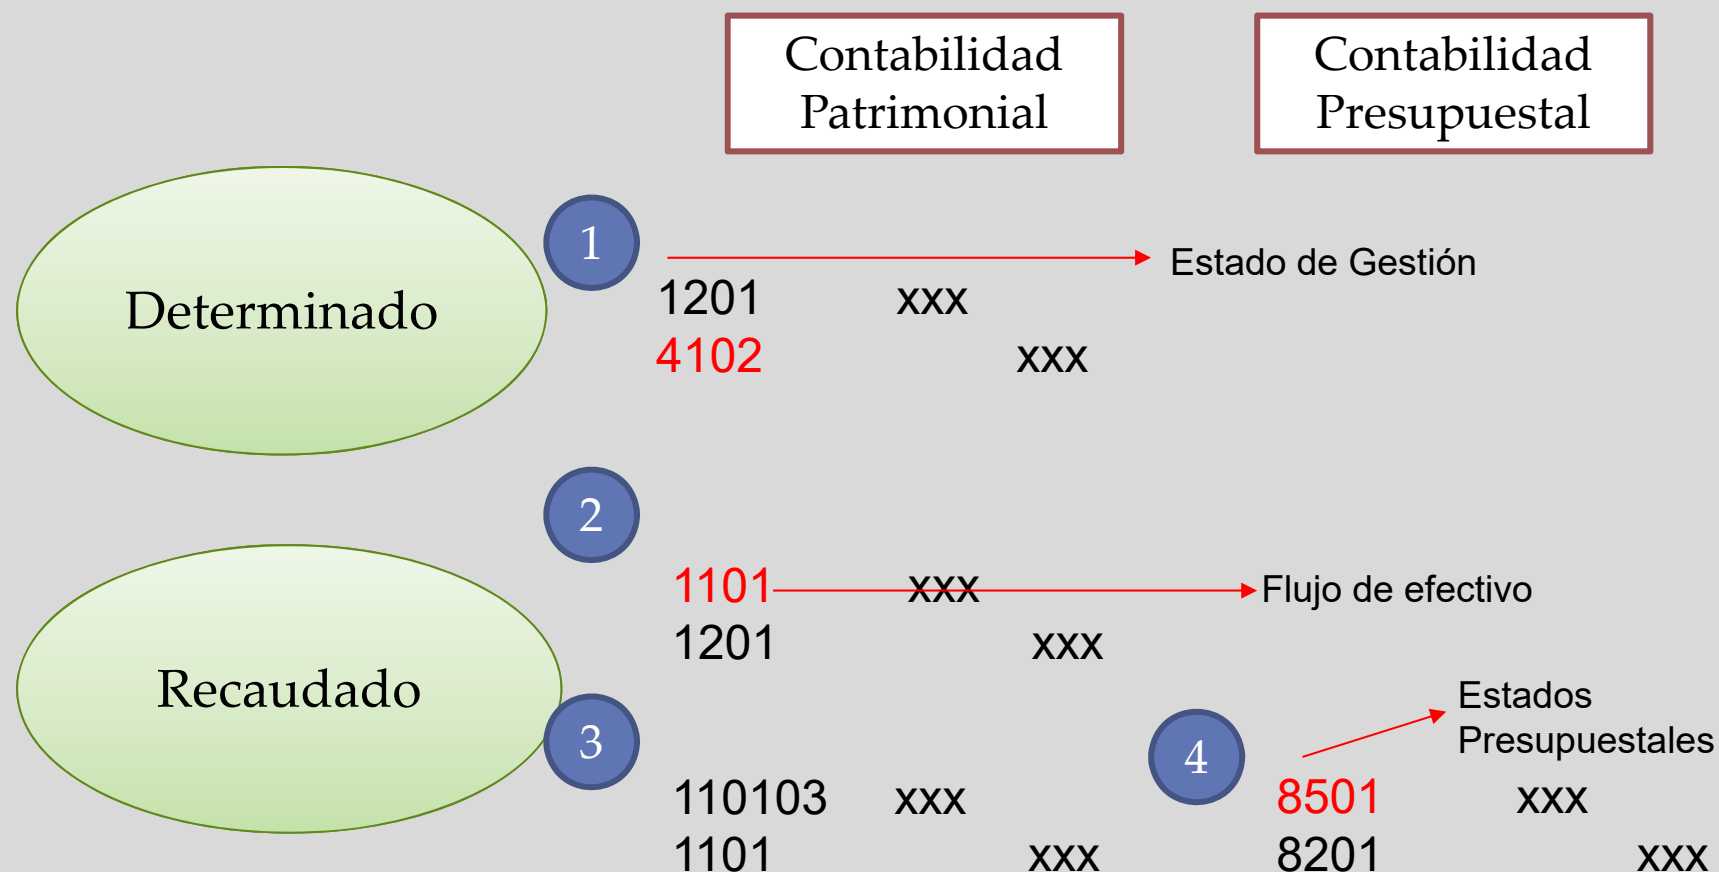 Contabilidad
Patrimonial
Contabilidad
Presupuestal
Determinado
1
Estado de Gestión
1201 xxx
4102 xxx
Recaudado
2
1101 xxx
Flujo de efectivo
1201 xxx
3
110103 xxx
1101 xxx
4
Estados
Presupuestales
8501 xxx
8201 xxx